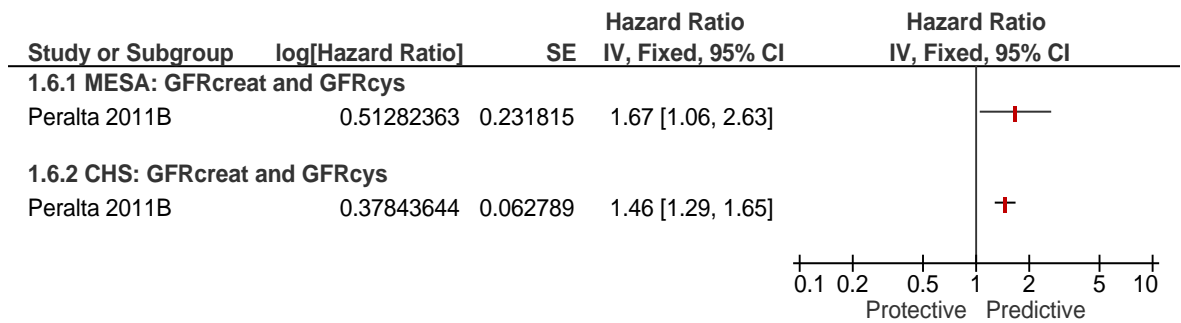 Hazard Ratio Hazard Ratio
Study or Subgroup log[Hazard Ratio] SE IV, Fixed, 95% CI IV, Fixed, 95% CI
1.6.1 MESA: GFRcreat and GFRcys
Peralta 2011B 0.51282363 0.231815 1.67 [1.06, 2.63]
1.6.2 CHS: GFRcreat and GFRcys
Peralta 2011B 0.37843644 0.062789 1.46 [1.29, 1.65]
0.1 0.2 0.5 1 2 5 10
Protective Predictive